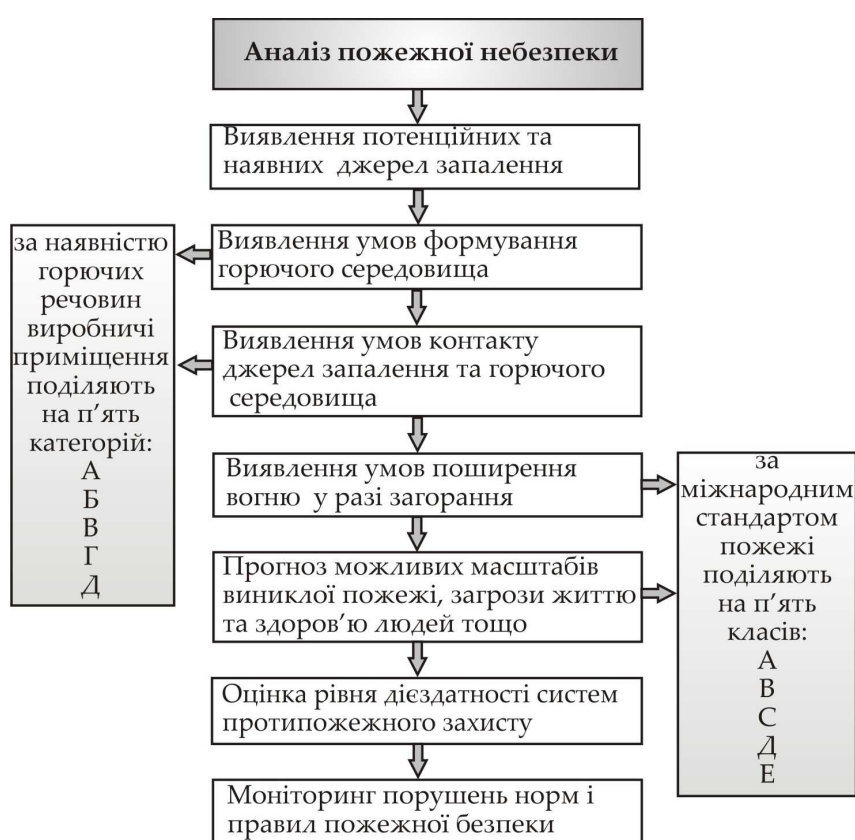 Аналіз пожежної небезпеки
Виявлення потенційних та
наявних джерел запалення
Виявлення умов формування
горючого середовища
за наявністю
горючих
речовин
виробничі
приміщення
поділяють
на п’ять
категорій:
А
Б
В
Г
Д
Виявлення умов контакту
джерел запалення та горючого
середовища
Виявлення умов поширення
вогню у разі загорання
за
міжнародним
стандартом
пожежі
поділяють
на п’ять
класів:
А
В
С
Д
Е
Прогноз можливих масштабів
виниклої пожежі, загрози життю
та здоров’ю людей тощо
Оцінка рівня дієздатності систем
протипожежного захисту
Моніторинг порушень норм і
правил пожежної безпеки